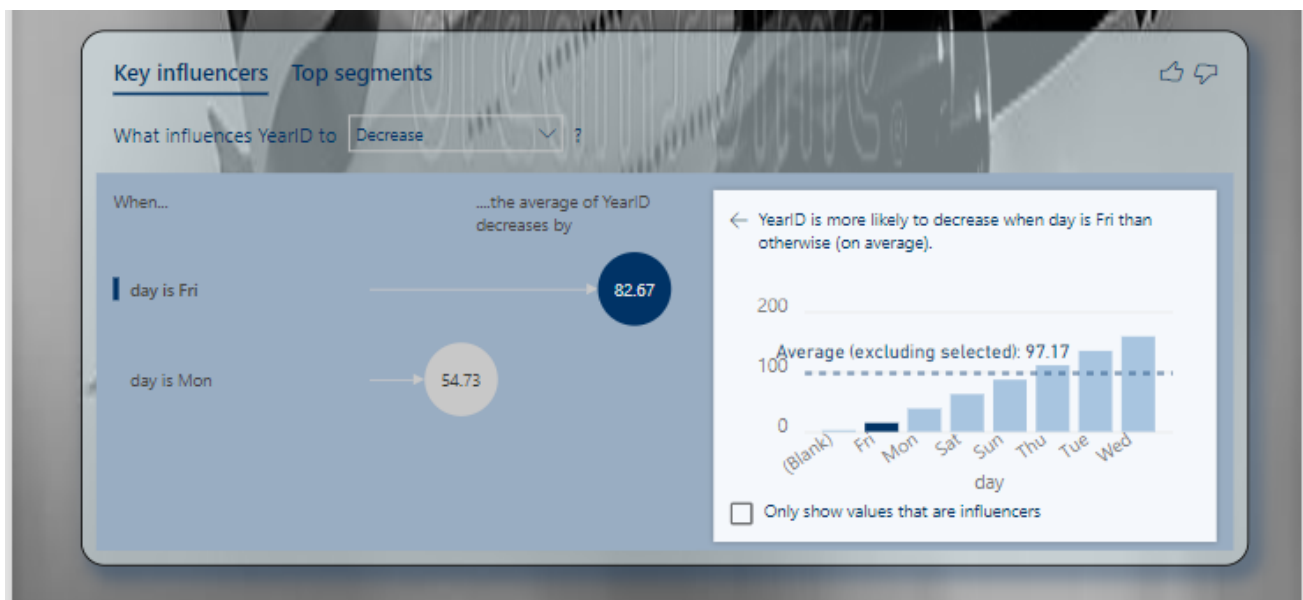 Key influencers Top segments
What influences YearID to Decrease ?
When...
....the average of YearID
decreases by
day is Fri
82.67
day is Mon
54.73
← YearID is more likely to decrease when day is Fri than
otherwise (on average).
200
Average (excluding selected): 97.17
100
0
(Blank) Fri Mon Sat Sun Thu Tue Wed
day
Only show values that are influencers